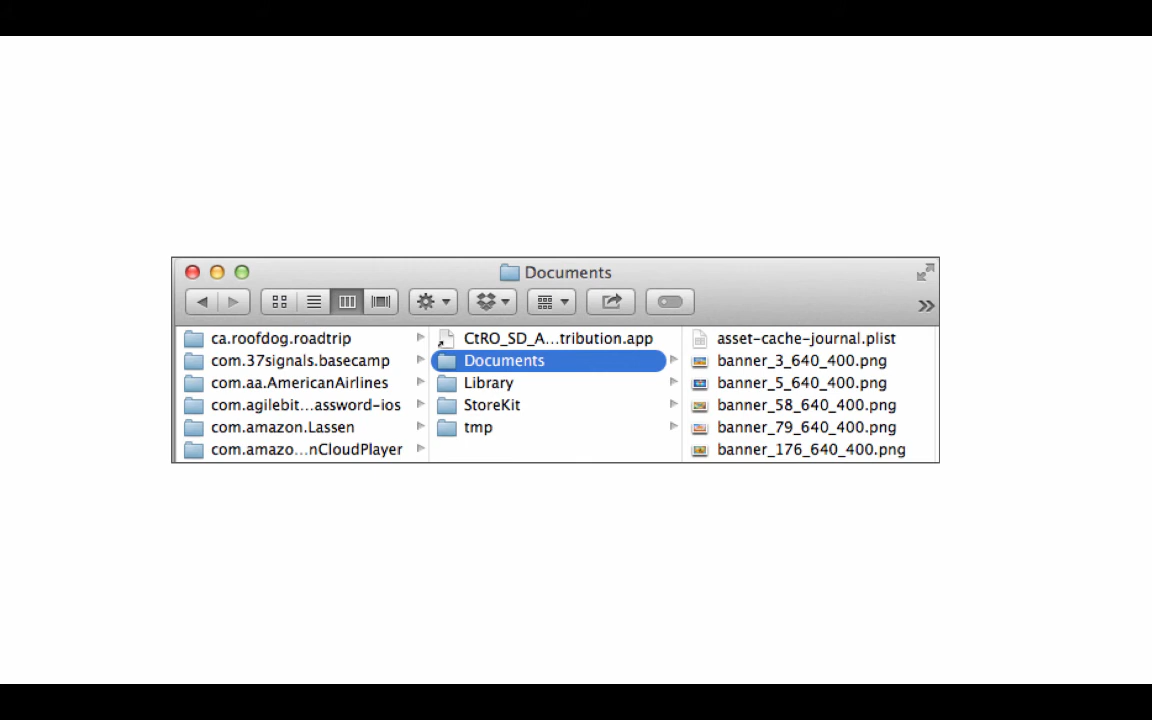 Documents
ca.roofdog.roadtrip
com.37signals.basecamp
com.aa.AmericanAirlines
com.agilebit...assword-ios
com.amazon.Lassen
com.amazo...nCloudPlayer
CtRO_SD_A...tribution.app
Documents
Library
StoreKit
tmp
asset-cache-journal.plist
banner_3_640_400.png
banner_5_640_400.png
banner_58_640_400.png
banner_79_640_400.png
banner_176_640_400.png